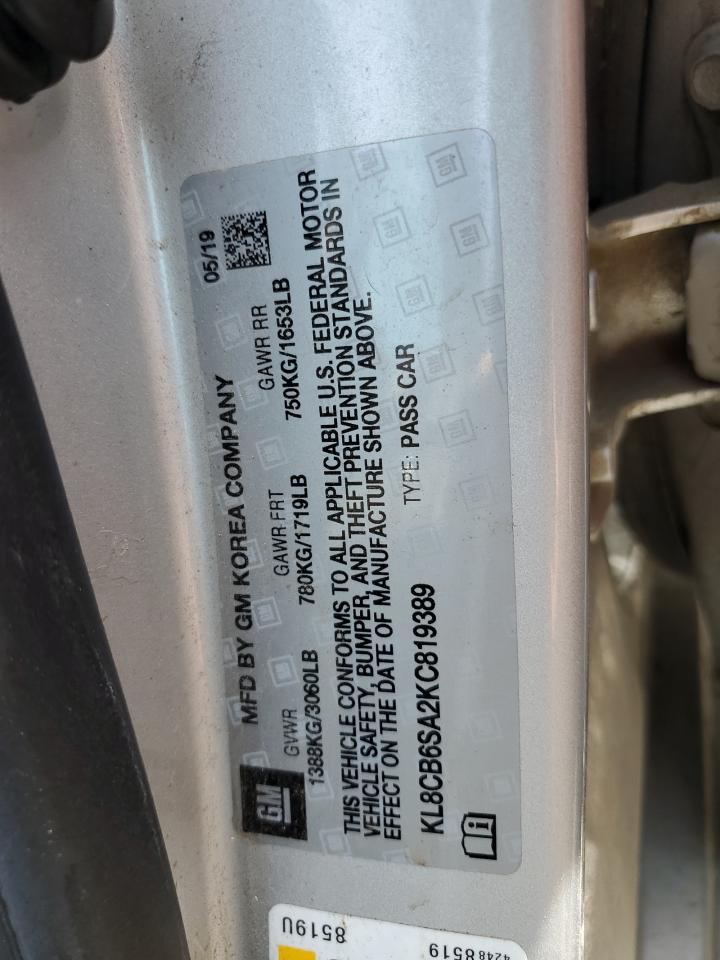 GM
MFD BY GM KOREA COMPANY
05/19
GVWR
GAWR FRT
GAWR RR
1388KG/3060LB
780KG/1719LB
750KG/1653LB
THIS VEHICLE CONFORMS TO ALL APPLICABLE U.S. FEDERAL MOTOR
VEHICLE SAFETY, BUMPER, AND THEFT PREVENTION STANDARDS IN
EFFECT ON THE DATE OF MANUFACTURE SHOWN ABOVE.
KL8CB6SA2KC819389
TYPE: PASS CAR
8519U
42488519